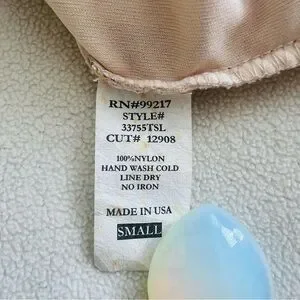 RN#99217
STYLE#
33755TSL
CUT# 12908
100%NYLON
HAND WASH COLD
LINE DRY
NO IRON
MADE IN USA
SMALL